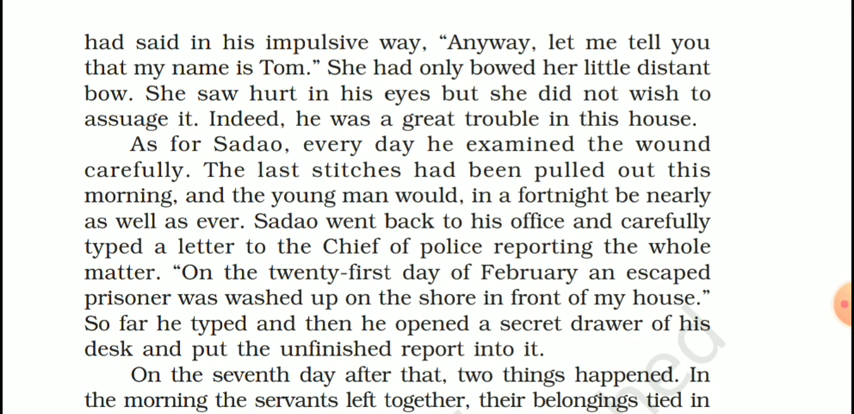 had said in his impulsive way, “Anyway, let me tell you
that my name is Tom.” She had only bowed her little distant
bow. She saw hurt in his eyes but she did not wish to
assuage it. Indeed, he was a great trouble in this house.
As for Sadao, every day he examined the wound
carefully. The last stitches had been pulled out this
morning, and the young man would, in a fortnight be nearly
as well as ever. Sadao went back to his office and carefully
typed a letter to the Chief of police reporting the whole
matter. “On the twenty-first day of February an escaped
prisoner was washed up on the shore in front of my house.”
So far he typed and then he opened a secret drawer of his
desk and put the unfinished report into it.
On the seventh day after that, two things happened. In
the morning the servants left together, their belongings tied in